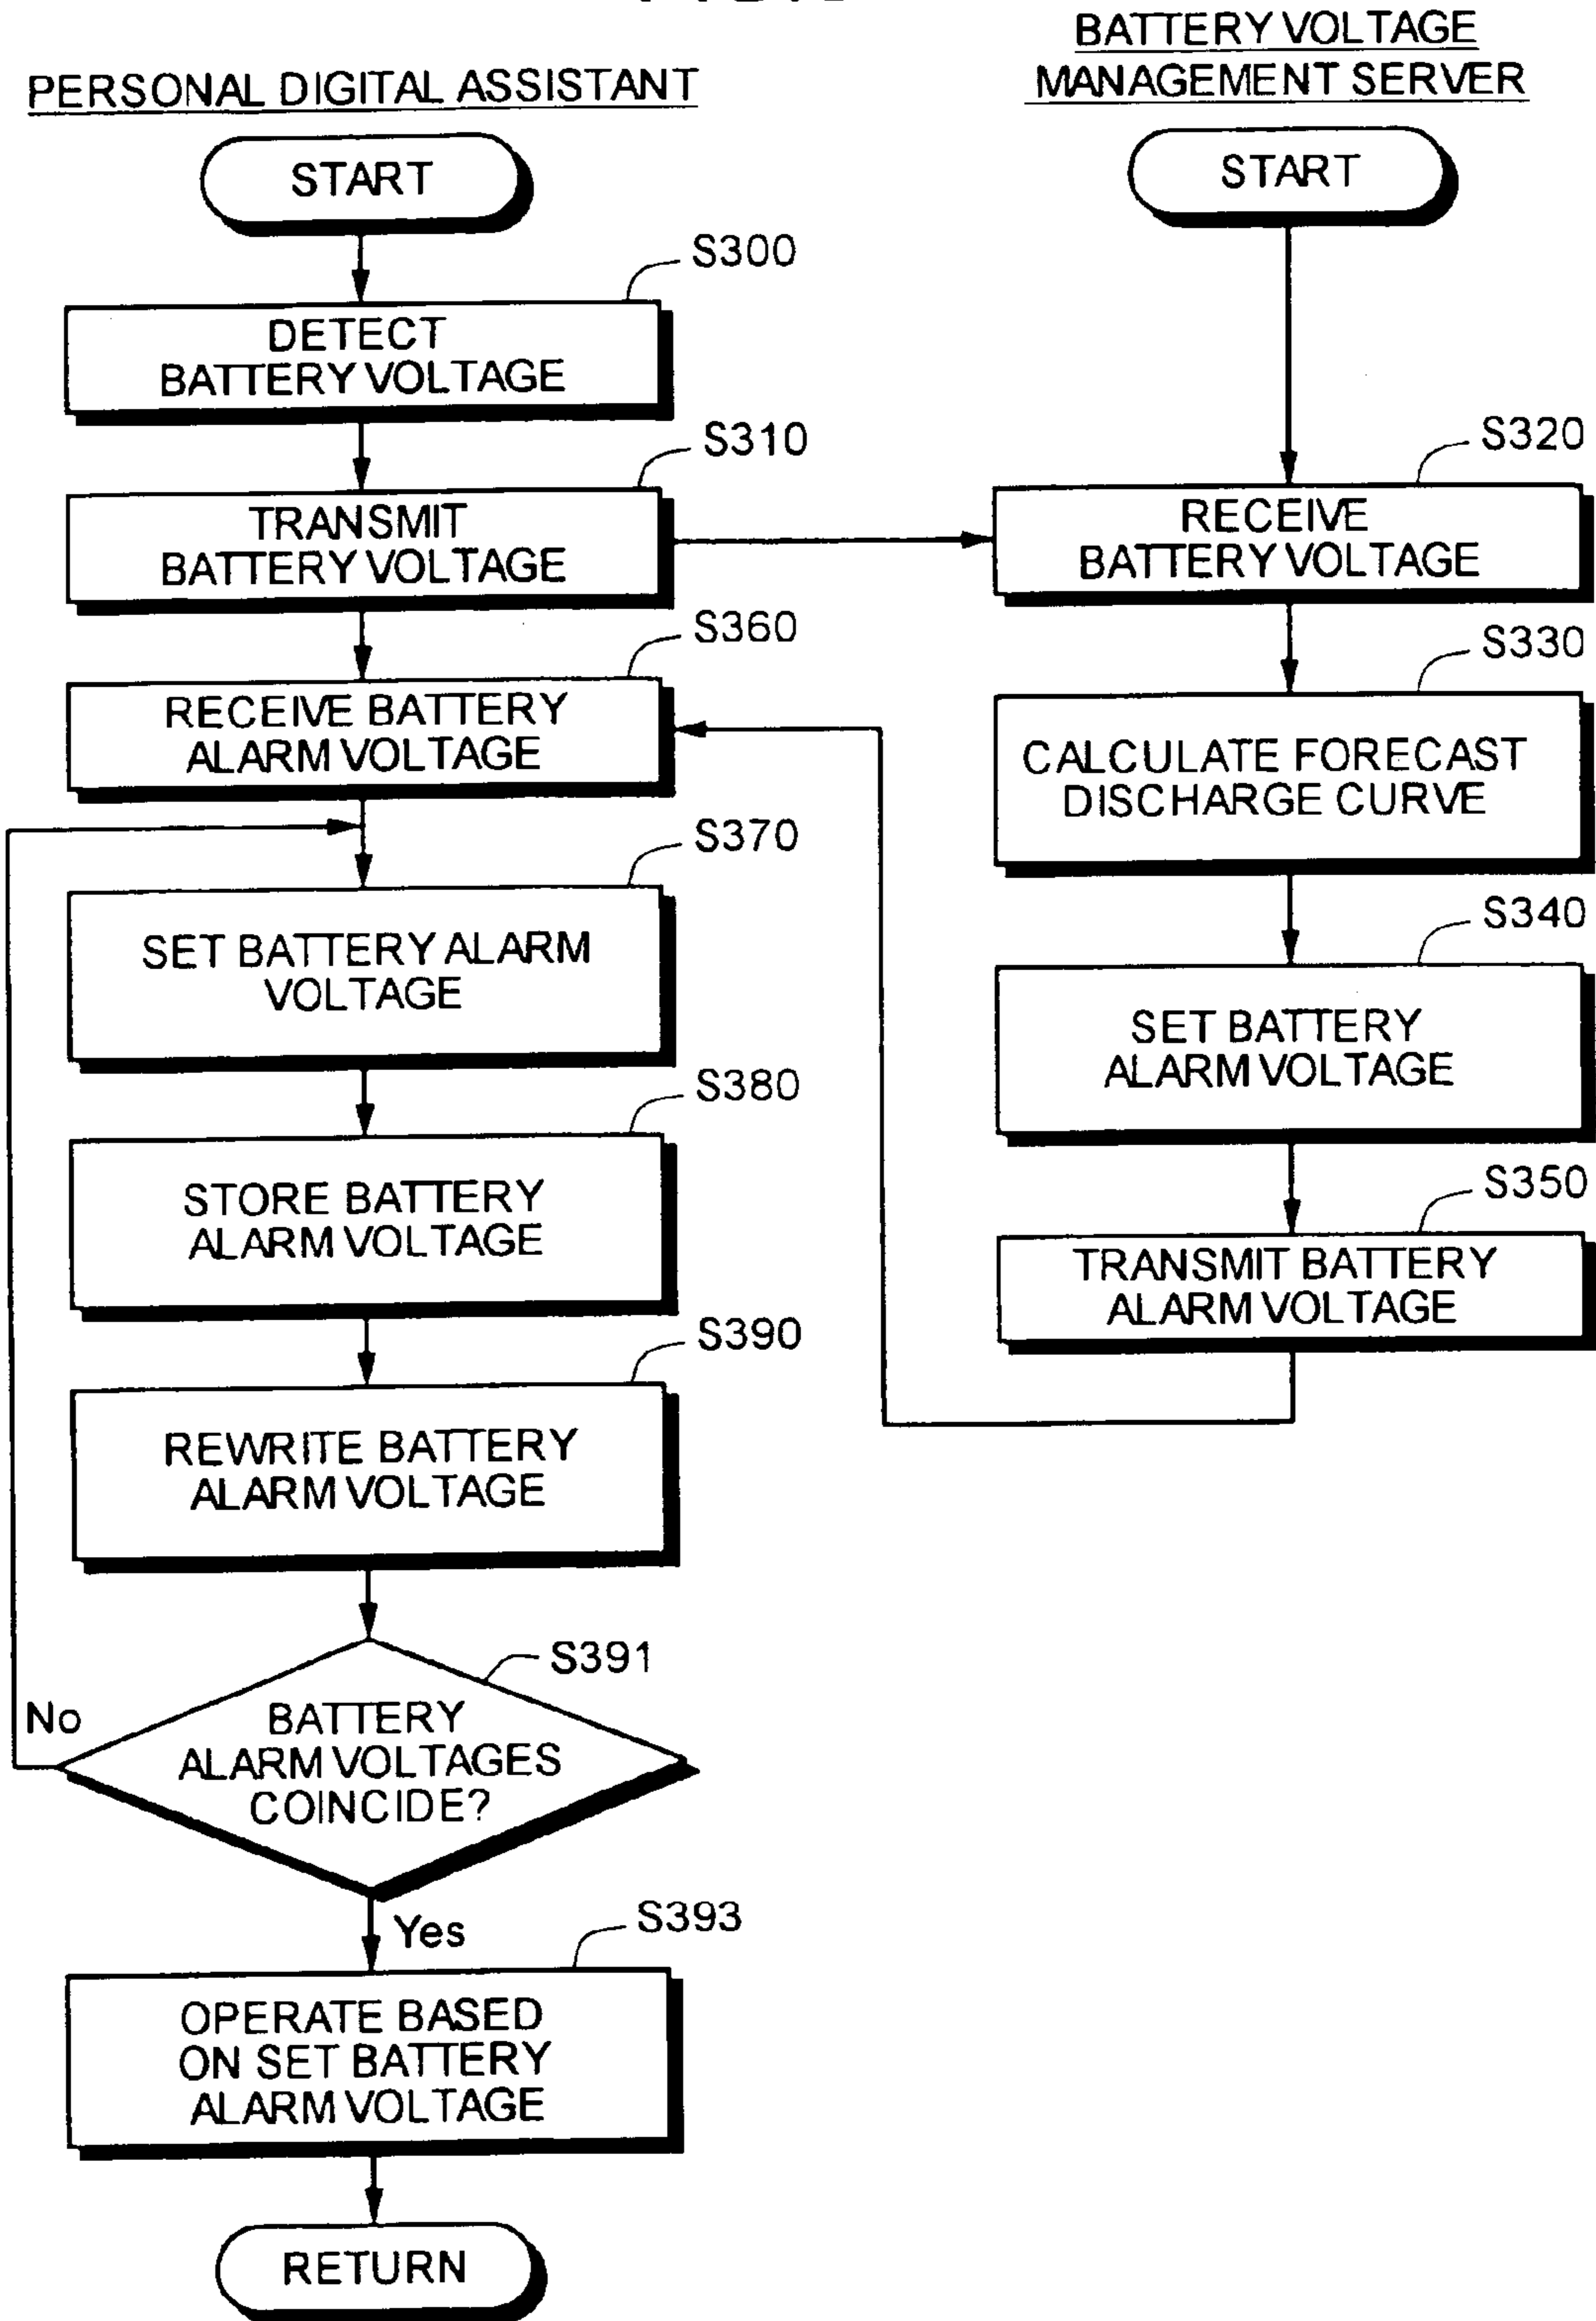 PERSONAL DIGITAL ASSISTANT
START
S300
DETECT
BATTERY VOLTAGE
S310
TRANSMIT
BATTERY VOLTAGE
S360
RECEIVE BATTERY
ALARM VOLTAGE
S370
SET BATTERY ALARM
VOLTAGE
S380
STORE BATTERY
ALARM VOLTAGE
S390
REWRITE BATTERY
ALARM VOLTAGE
S391
BATTERY
ALARM VOLTAGES
COINCIDE?
No
Yes
S393
OPERATE BASED
ON SET BATTERY
ALARM VOLTAGE
RETURN
BATTERY VOLTAGE
MANAGEMENT SERVER
START
S320
RECEIVE
BATTERY VOLTAGE
S330
CALCULATE FORECAST
DISCHARGE CURVE
S340
SET BATTERY
ALARM VOLTAGE
S350
TRANSMIT BATTERY
ALARM VOLTAGE